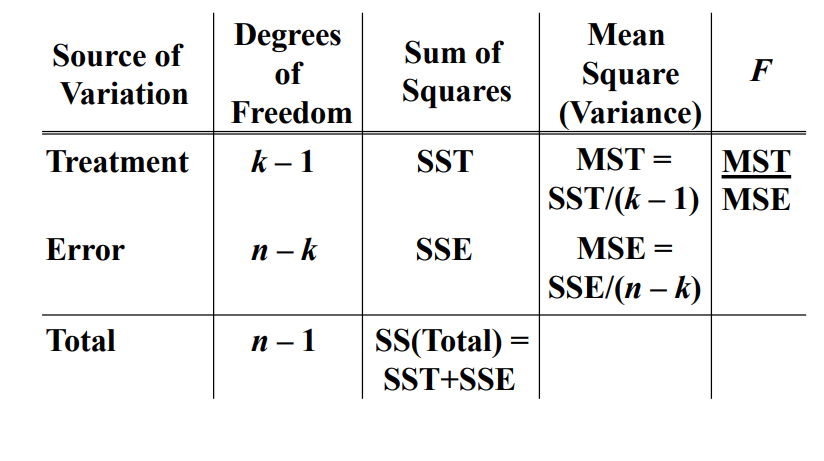 Source of Variation | Degrees of Freedom | Sum of Squares | Mean Square (Variance) | F
Treatment | k – 1 | SST | MST = SST/(k – 1) | MST / MSE
Error | n – k | SSE | MSE = SSE/(n – k)
Total | n – 1 | SS(Total) = SST+SSE